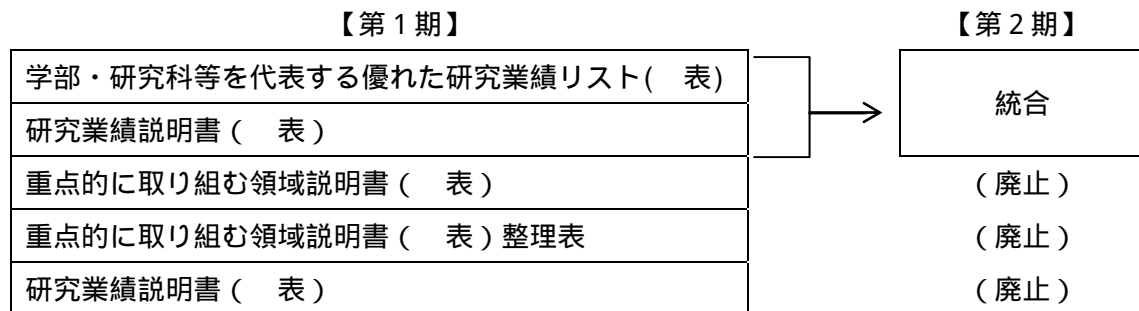 【第1期】 【第2期】
学部・研究科等を代表する優れた研究業績リスト(　表)
統合
研究業績説明書(　表)
重点的に取り組む領域説明書(　表) (廃止)
重点的に取り組む領域説明書(　表)整理表 (廃止)
研究業績説明書(　表) (廃止)